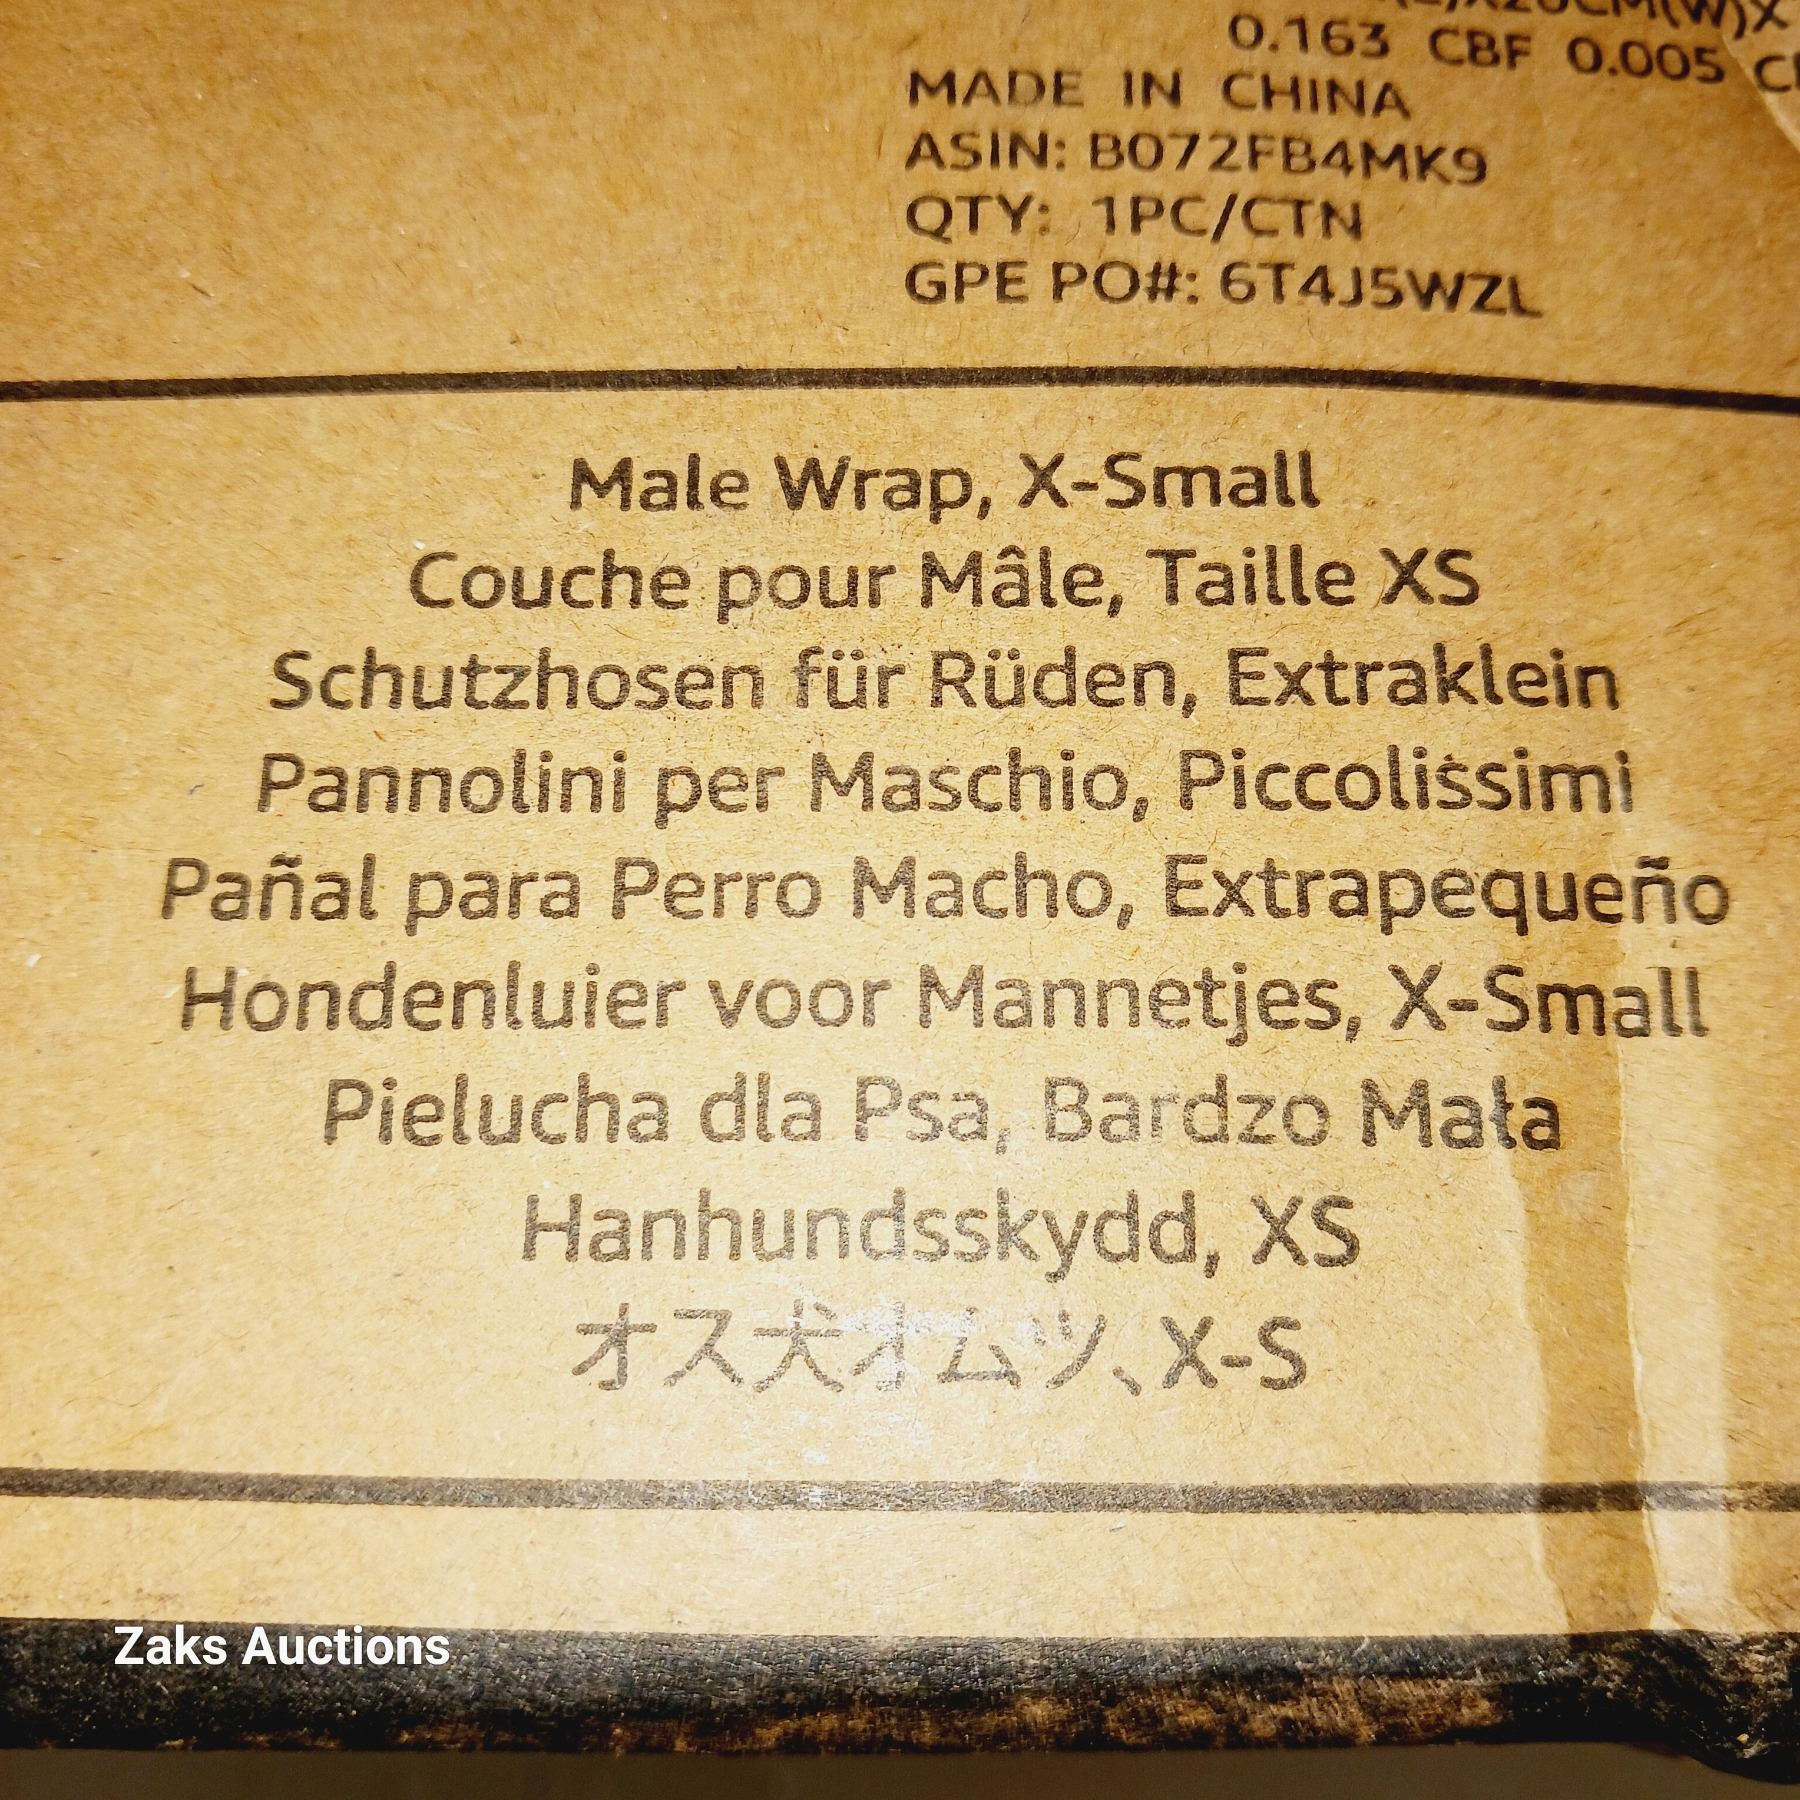 0.163 CBF 0.005
MADE IN CHINA
ASIN: B072FB4MK9
QTY: 1PC/CTN
GPE PO#: 6T4J5WZL
Male Wrap, X-Small
Couche pour Mâle, Taille XS
Schutzhosen für Rüden, Extraklein
Pannolini per Maschio, Piccolissimi
Pañal para Perro Macho, Extrapequeño
Hondenluier voor Mannetjes, X-Small
Pielucha dla Psa, Bardzo Mała
Hanhundsskydd, XS
オス犬オムツ、X-S
Zaks Auctions